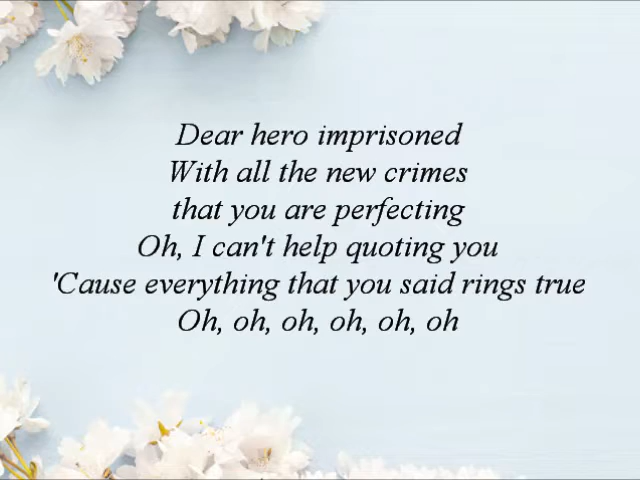 Dear hero imprisoned
With all the new crimes
that you are perfecting
Oh, I can't help quoting you
'Cause everything that you said rings true
Oh, oh, oh, oh, oh, oh